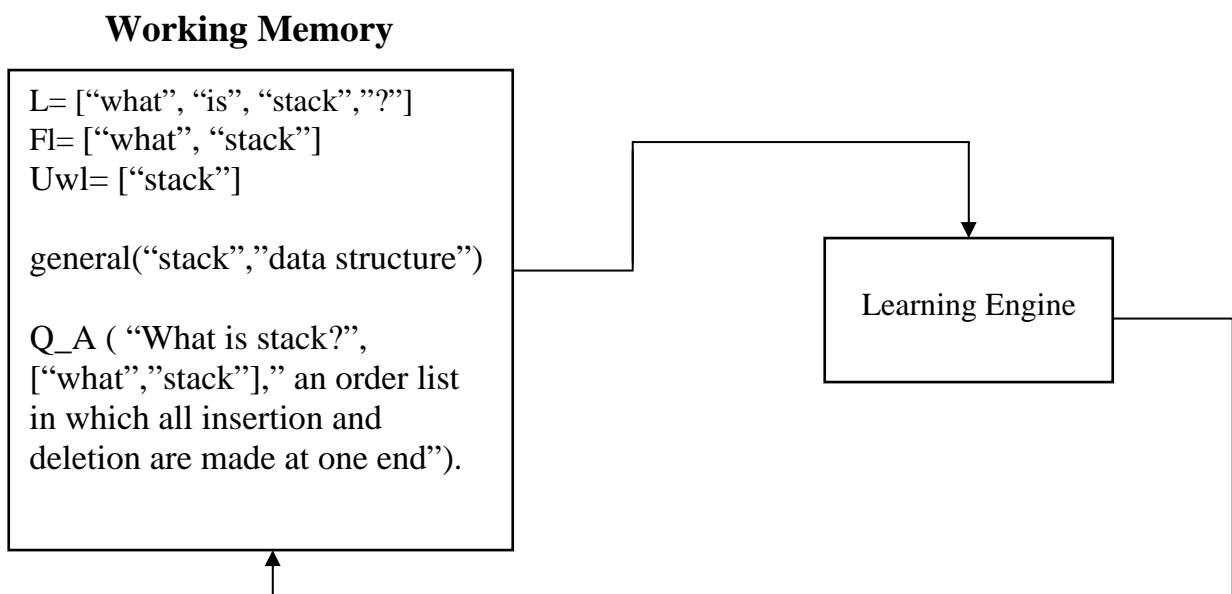 Working Memory
L= [“what”, “is”, “stack”,”?”]
Fl= [“what”, “stack”]
Uwl= [“stack”]
general(“stack”,”data structure”)
Q_A ( “What is stack?”,
[“what”,”stack”],” an order list
in which all insertion and
deletion are made at one end”).
Learning Engine